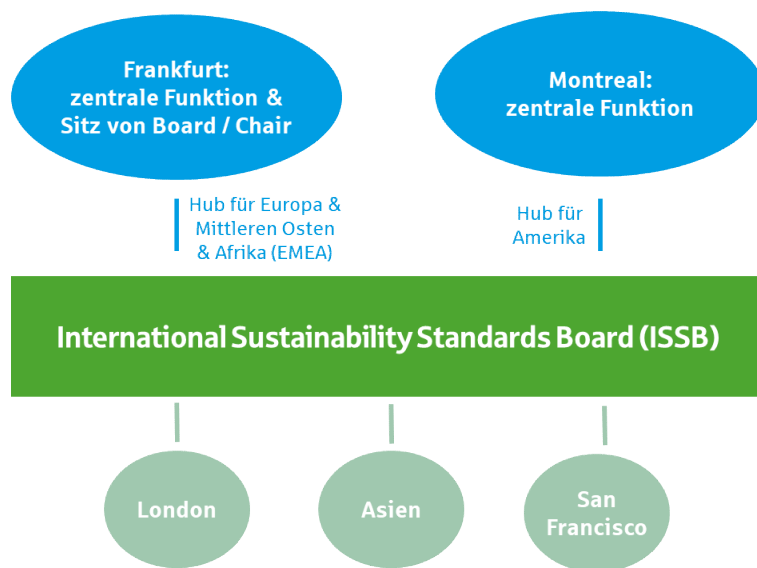 Frankfurt:
zentrale Funktion &
Sitz von Board / Chair
Montreal:
zentrale Funktion
Hub für Europa &
Mittleren Osten
& Afrika (EMEA)
Hub für
Amerika
International Sustainability Standards Board (ISSB)
London
Asien
San
Francisco